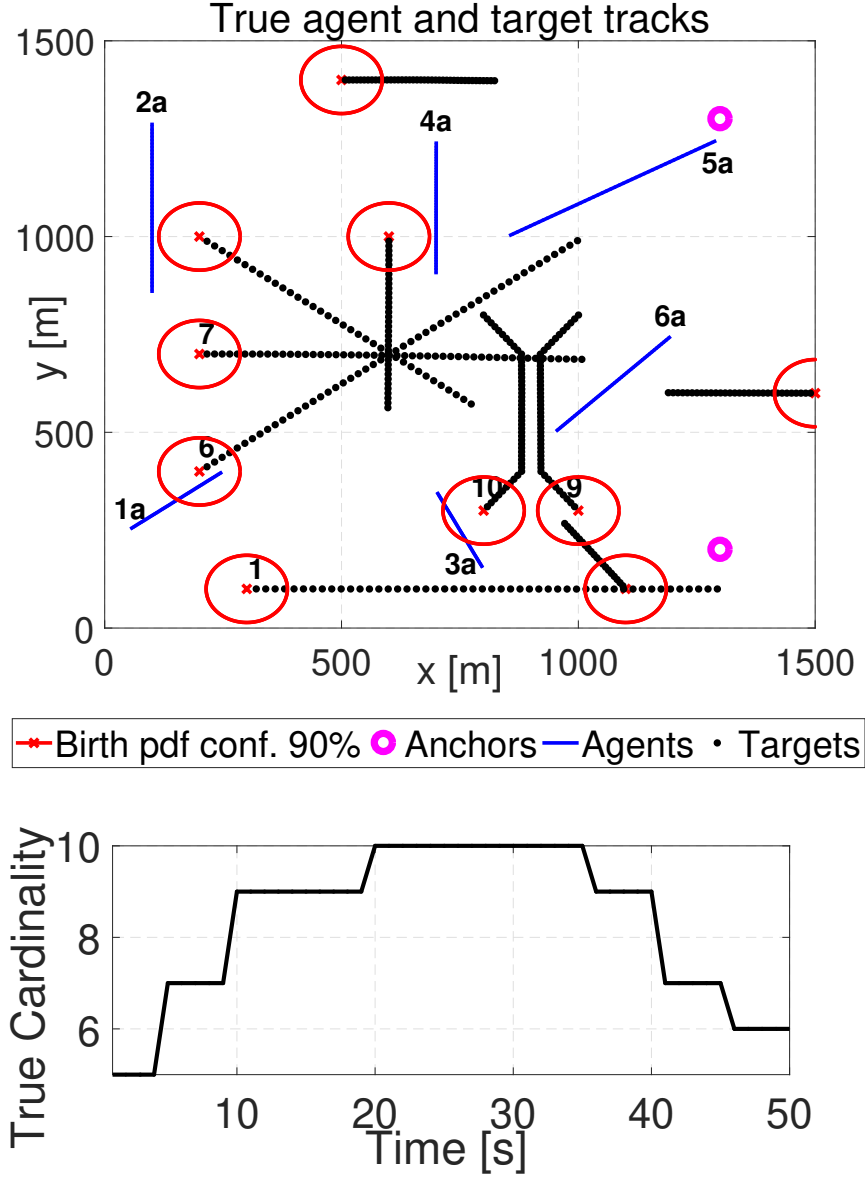 True agent and target tracks
1500
1000
500
0
y [m]
2a
4a
5a
7
6a
6
10
9
1a
3a
1
0
500
1000
1500
x [m]
Birth pdf conf. 90% Anchors Agents Targets
True Cardinality
10
8
6
10
20
30
40
50
Time [s]